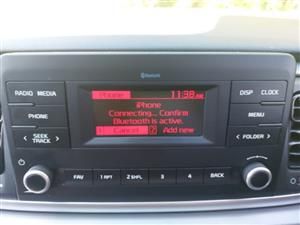 Bluetooth
RADIO MEDIA
Phone 11:38 AM
DISP CLOCK
iPhone
Connecting... Confirm
Bluetooth is active.
PHONE
MENU
1 Cancel 2 Add new
SEEK
TRACK
FOLDER
FAV 1 RPT 2 SHFL 3 4 BACK